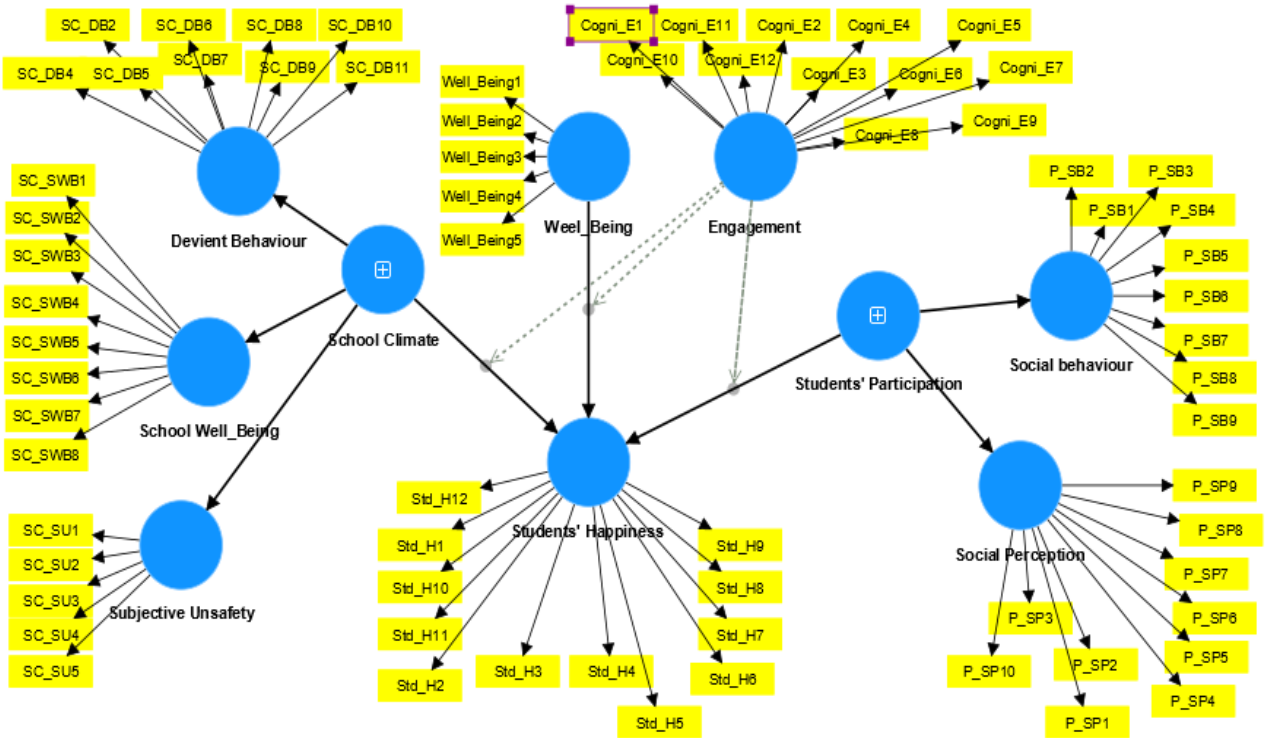 SC_DB2
SC_DB6
SC_DB8
SC_DB10
SC_DB4
SC_DB5
SC_DB7
SC_DB9
SC_DB11
Devient Behaviour
Cogni_E1
Cogni_E11
Cogni_E2
Cogni_E4
Cogni_E5
Cogni_E10
Cogni_E12
Cogni_E3
Cogni_E6
Cogni_E7
Cogni_E8
Cogni_E9
Engagement
Well_Being1
Well_Being2
Well_Being3
Well_Being4
Well_Being5
Weel_Being
SC_SWB1
SC_SWB2
SC_SWB3
SC_SWB4
SC_SWB5
SC_SWB6
SC_SWB7
SC_SWB8
School Well_Being
School Climate
P_SB2
P_SB3
P_SB1
P_SB4
P_SB5
P_SB6
P_SB7
P_SB8
P_SB9
Social behaviour
Students' Participation
SC_SU1
SC_SU2
SC_SU3
SC_SU4
SC_SU5
Subjective Unsafety
Students' Happiness
Std_H12
Std_H1
Std_H10
Std_H11
Std_H2
Std_H3
Std_H4
Std_H5
Std_H6
Std_H7
Std_H8
Std_H9
Social Perception
P_SP9
P_SP8
P_SP7
P_SP6
P_SP5
P_SP4
P_SP3
P_SP2
P_SP10
P_SP1